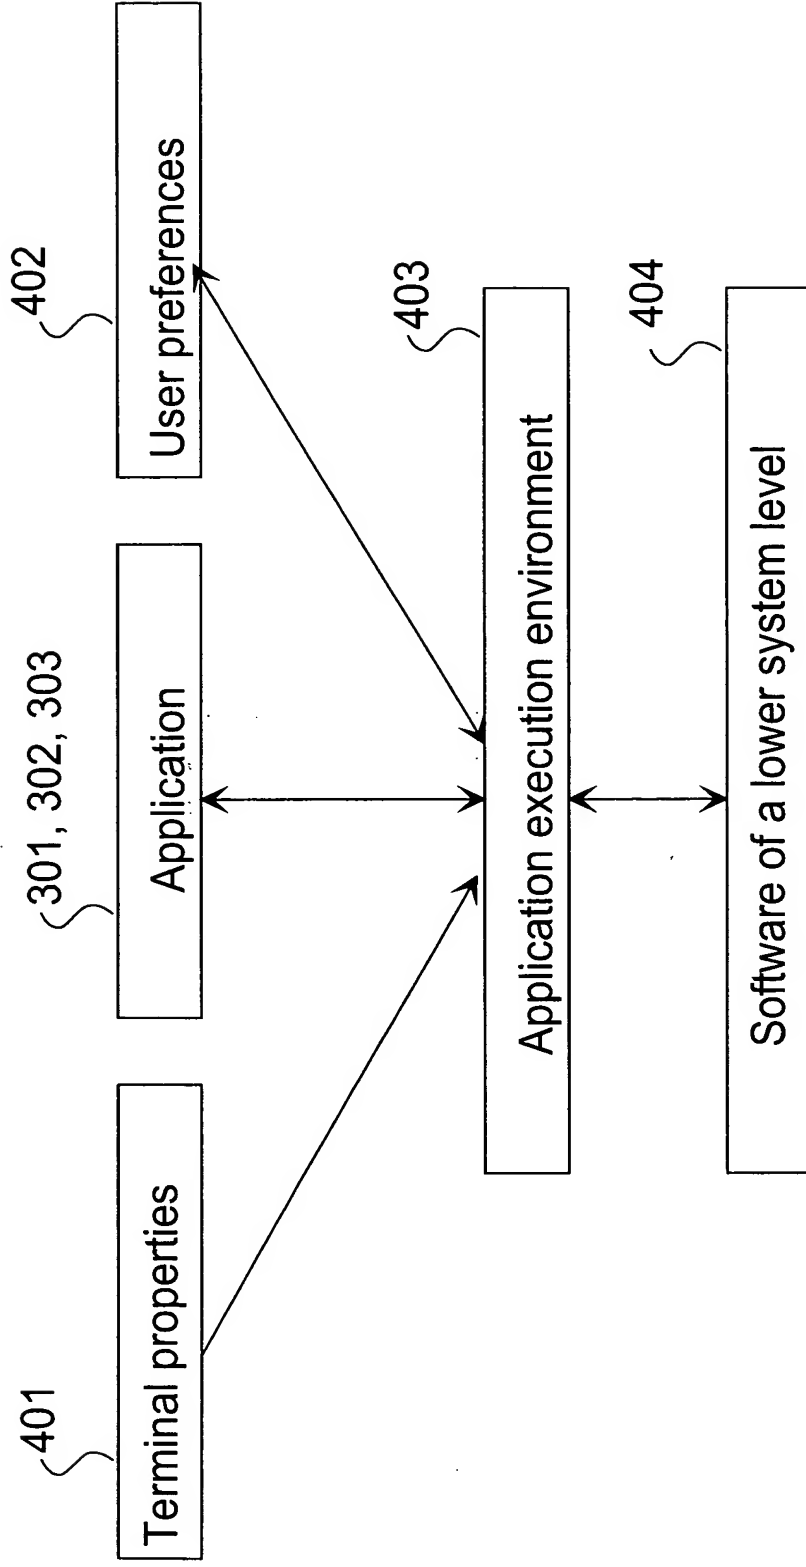 401
Terminal properties
301, 302, 303
Application
402
User preferences
403
Application execution environment
404
Software of a lower system level